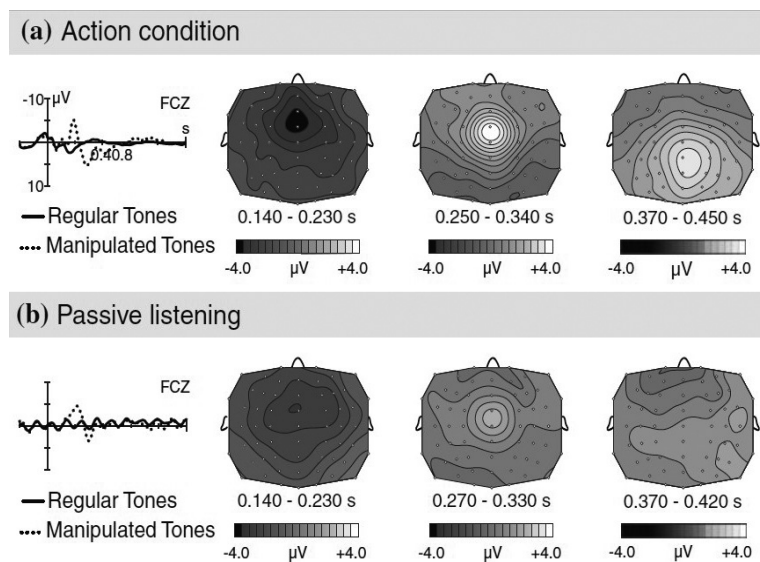 (a) Action condition
-10 µV FCZ
s
0.40.8
10
Regular Tones
Manipulated Tones
0.140 - 0.230 s 0.250 - 0.340 s 0.370 - 0.450 s
-4.0 µV +4.0 -4.0 µV +4.0 -4.0 µV +4.0
(b) Passive listening
FCZ
Regular Tones
Manipulated Tones
0.140 - 0.230 s 0.270 - 0.330 s 0.370 - 0.420 s
-4.0 µV +4.0 -4.0 µV +4.0 -4.0 µV +4.0